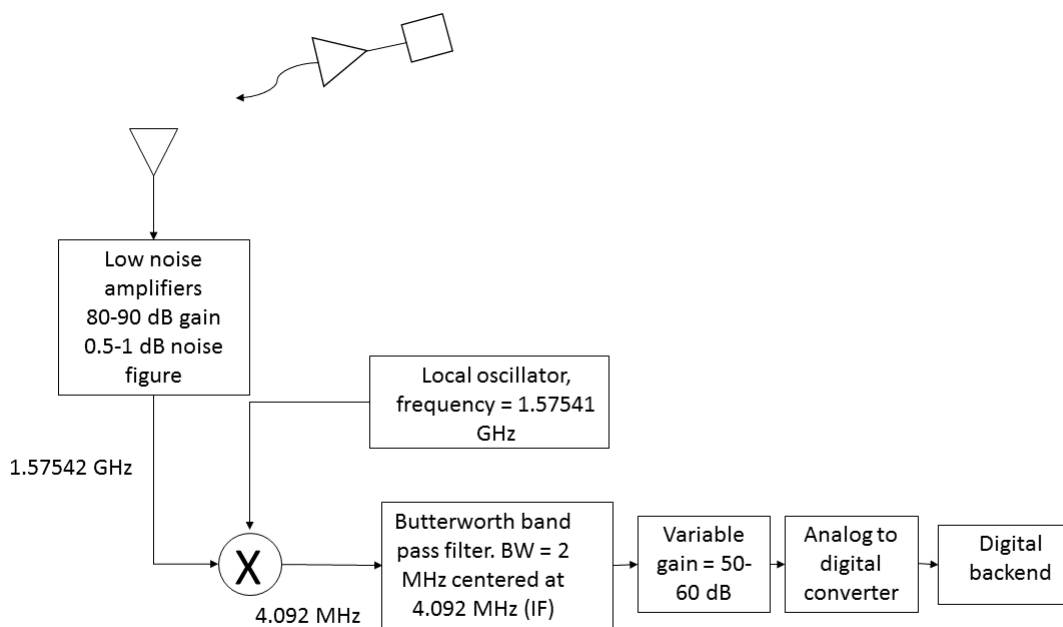 Low noise
amplifiers
80-90 dB gain
0.5-1 dB noise
figure
Local oscillator,
frequency = 1.57541
GHz
1.57542 GHz
X
4.092 MHz
Butterworth band
pass filter. BW = 2
MHz centered at
4.092 MHz (IF)
Variable
gain = 50-
60 dB
Analog to
digital
converter
Digital
backend